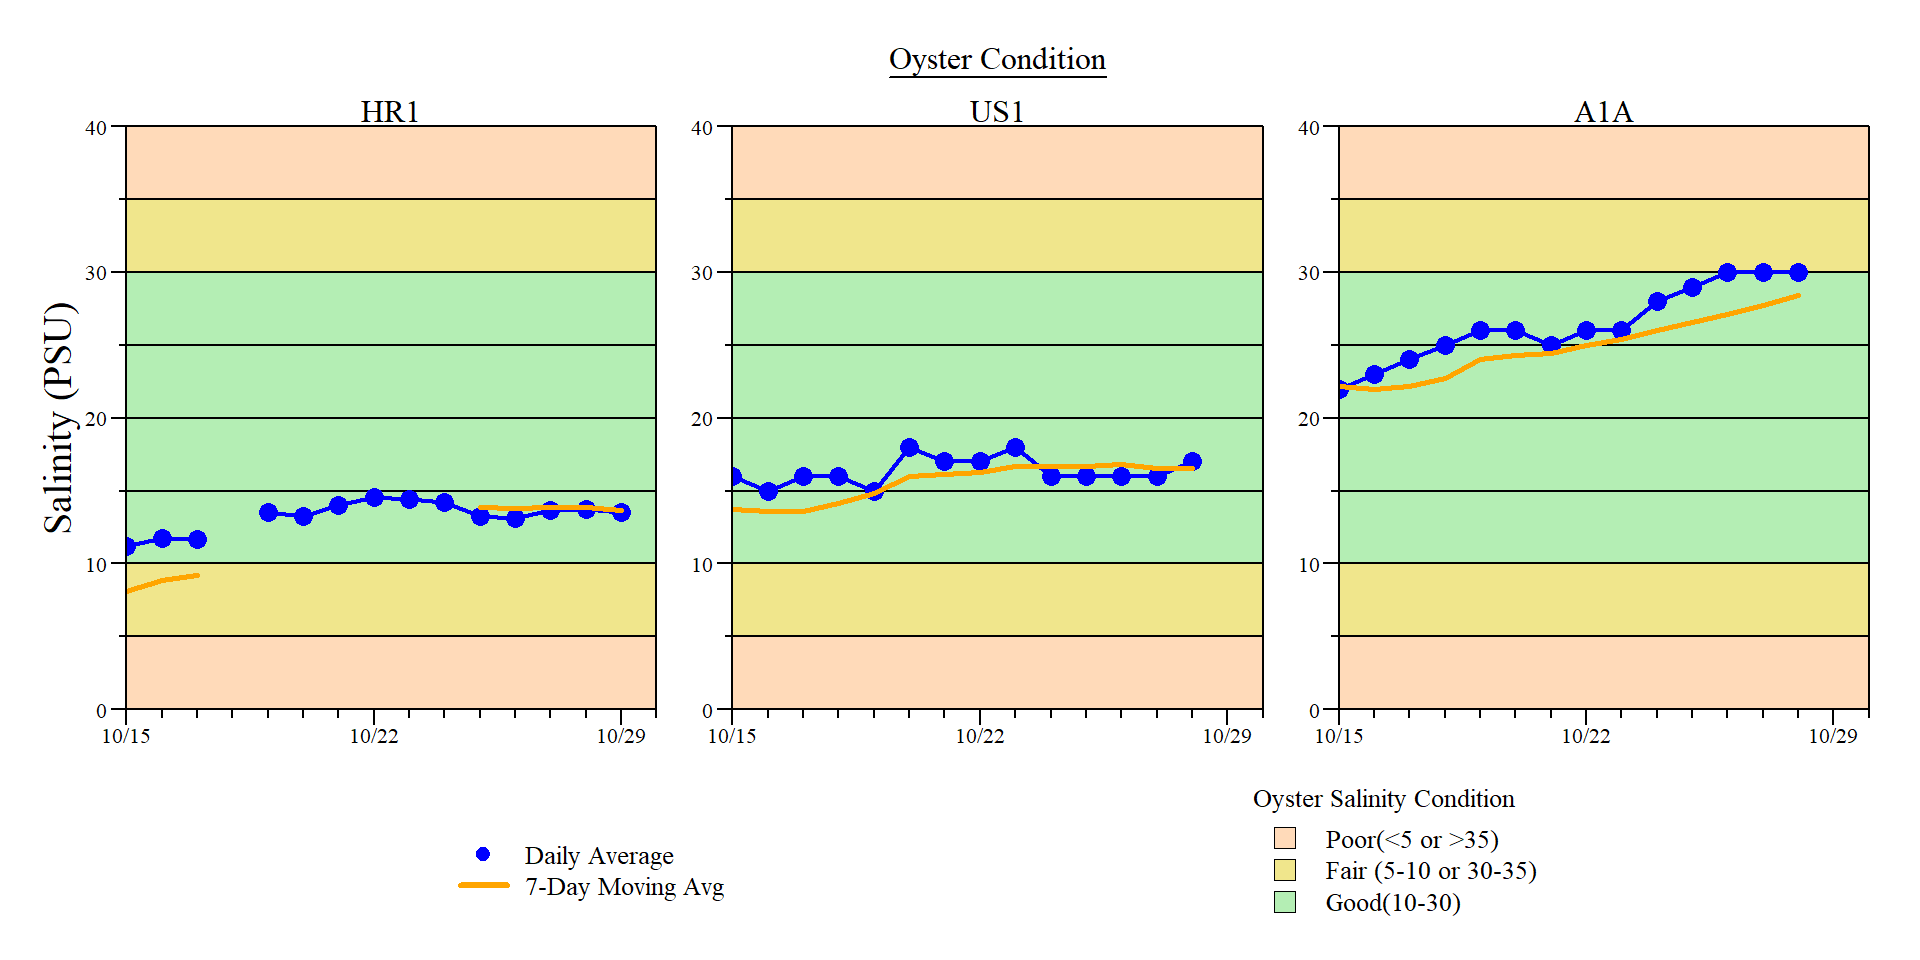 Oyster Condition
HR1
US1
A1A
Salinity (PSU)
40
30
20
10
0
10/15
10/22
10/29
40
30
20
10
0
10/15
10/22
10/29
40
30
20
10
0
10/15
10/22
10/29
Daily Average
7-Day Moving Avg
Oyster Salinity Condition
Poor(<5 or >35)
Fair (5-10 or 30-35)
Good(10-30)